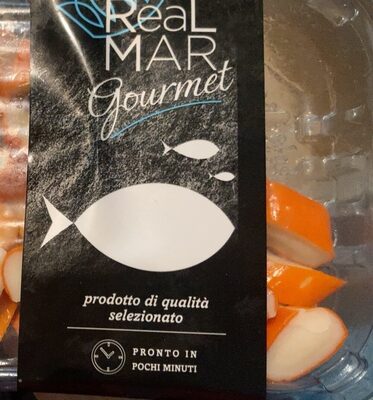 ReaL
MAR
Gourmet
prodotto di qualità
selezionato
PRONTO IN
POCHI MINUTI